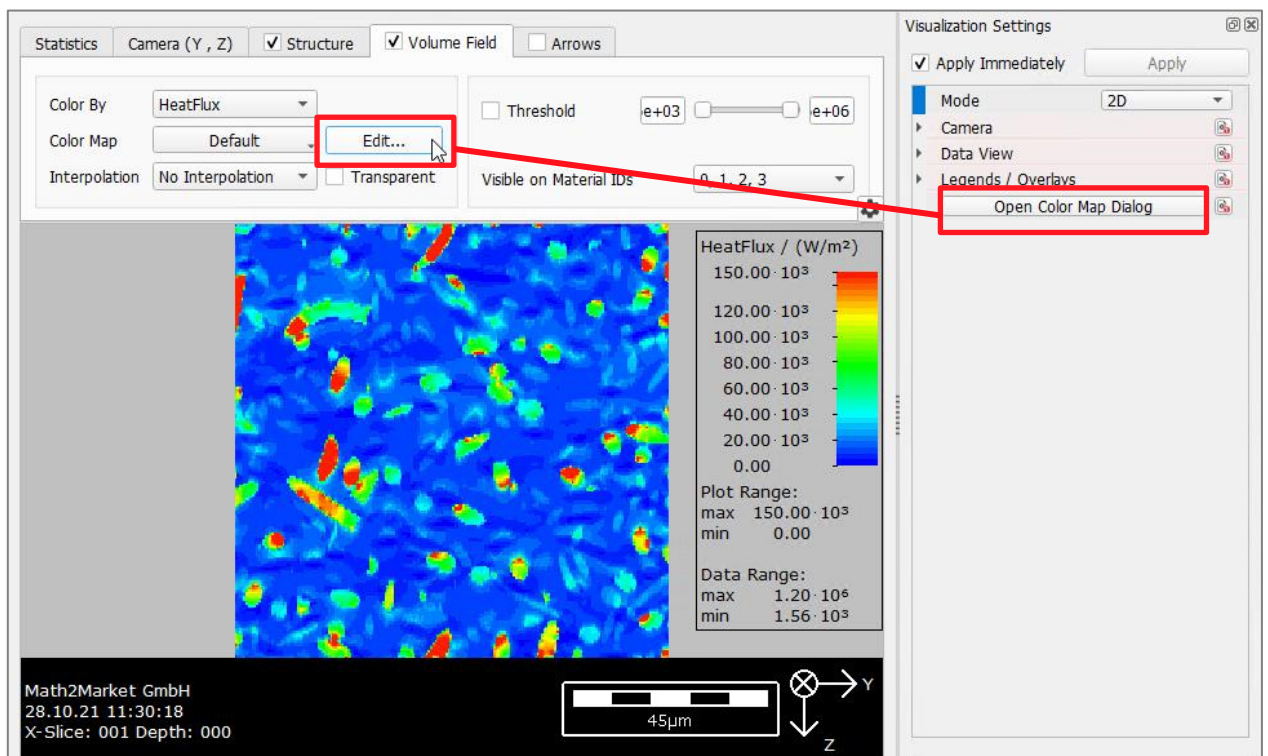 Statistics
Camera (Y , Z)
Structure
Volume Field
Arrows
Color By
HeatFlux
Color Map
Default
Edit...
Interpolation
No Interpolation
Transparent
Threshold
e+03
e+06
Visible on Material IDs
0, 1, 2, 3
HeatFlux / (W/m²)
150.00·10³
120.00·10³
100.00·10³
80.00·10³
60.00·10³
40.00·10³
20.00·10³
0.00
Plot Range:
max 150.00·10³
min 0.00
Data Range:
max 1.20·10⁶
min 1.56·10³
Math2Market GmbH
28.10.21 11:30:18
X-Slice: 001 Depth: 000
45µm
Y
Z
Visualization Settings
Apply Immediately
Apply
Mode
2D
Camera
Data View
Legends / Overlays
Open Color Map Dialog